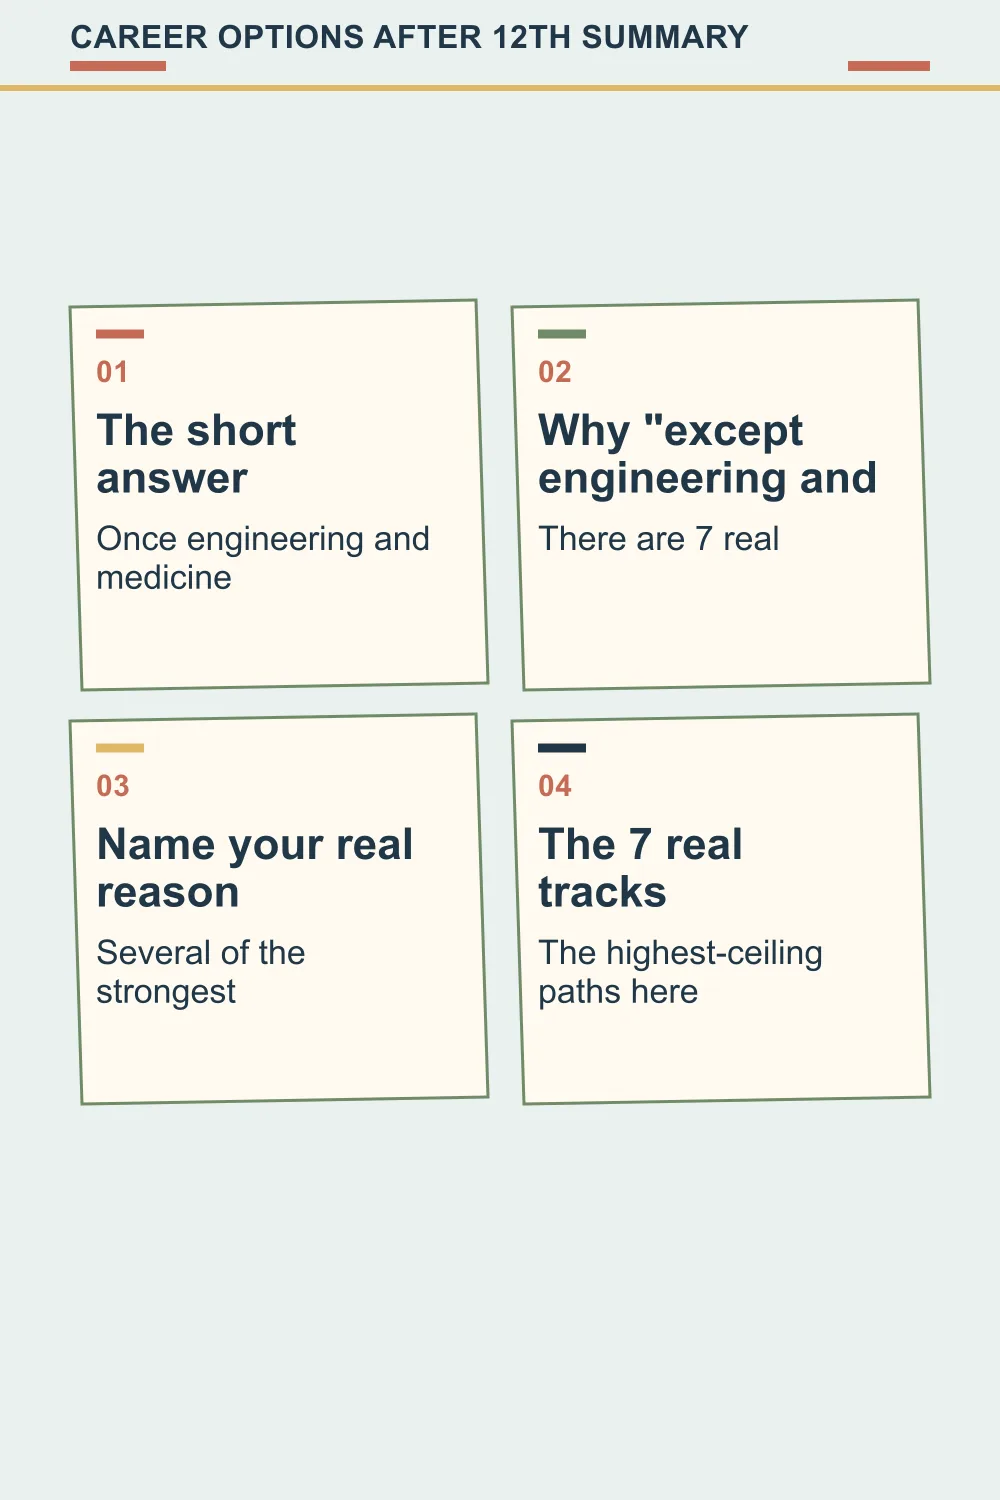 CAREER OPTIONS AFTER 12TH SUMMARY
01
The short
answer
Once engineering and
medicine
02
Why "except
engineering and
There are 7 real
03
Name your real
reason
Several of the
strongest
04
The 7 real
tracks
The highest-ceiling
paths here